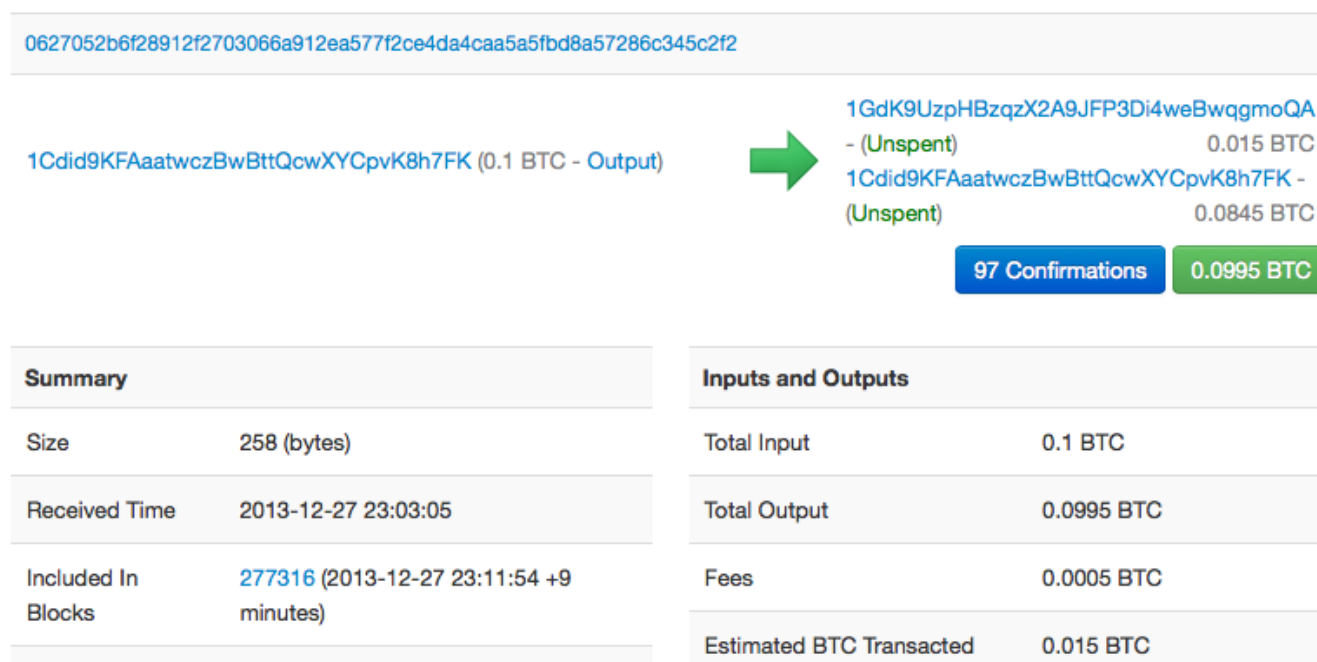 0627052b6f28912f2703066a912ea577f2ce4da4caa5a5fbd8a57286c345c2f2
1Cdid9KFAaatwczBwBttQcwXYCpvK8h7FK (0.1 BTC - Output)
1GdK9UzpHBzqzX2A9JFP3Di4weBwqgmoQA
- (Unspent) 0.015 BTC
1Cdid9KFAaatwczBwBttQcwXYCpvK8h7FK -
(Unspent) 0.0845 BTC
97 Confirmations 0.0995 BTC
Summary
Size 258 (bytes)
Received Time 2013-12-27 23:03:05
Included In 277316 (2013-12-27 23:11:54 +9
Blocks minutes)
Inputs and Outputs
Total Input 0.1 BTC
Total Output 0.0995 BTC
Fees 0.0005 BTC
Estimated BTC Transacted 0.015 BTC